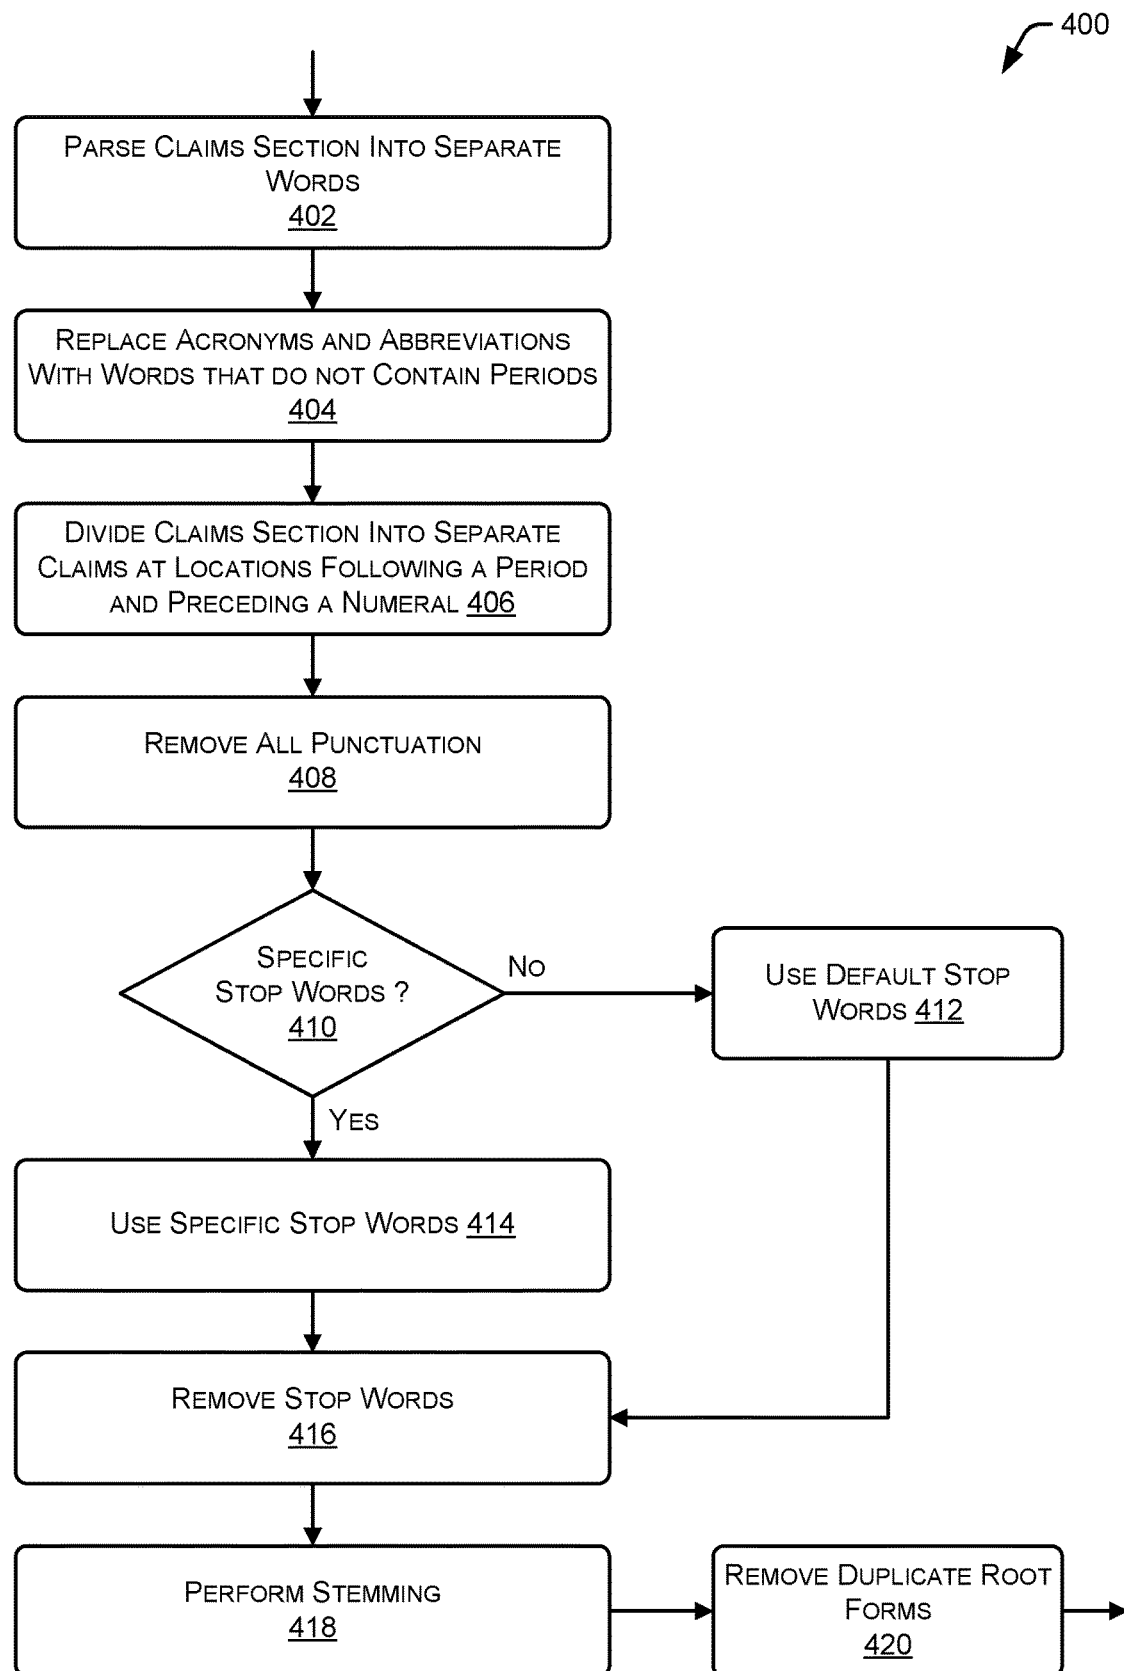 400
PARSE CLAIMS SECTION INTO SEPARATE
WORDS
402
REPLACE ACRONYMS AND ABBREVIATIONS
WITH WORDS THAT DO NOT CONTAIN PERIODS
404
DIVIDE CLAIMS SECTION INTO SEPARATE
CLAIMS AT LOCATIONS FOLLOWING A PERIOD
AND PRECEDING A NUMERAL 406
REMOVE ALL PUNCTUATION
408
SPECIFIC
STOP WORDS ?
410
NO
USE DEFAULT STOP
WORDS 412
YES
USE SPECIFIC STOP WORDS 414
REMOVE STOP WORDS
416
PERFORM STEMMING
418
REMOVE DUPLICATE ROOT
FORMS
420